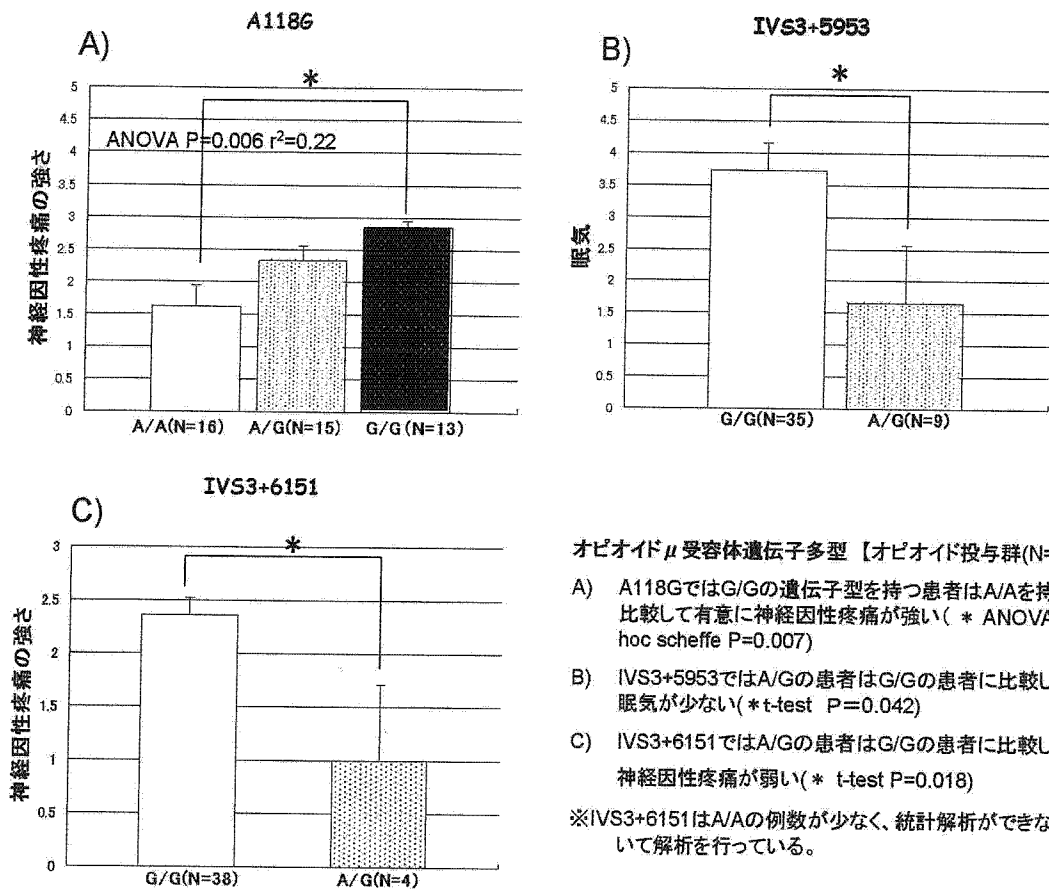 A118G
A)
*
ANOVA P=0.006 r²=0.22
神経因性疼痛の強さ
5
4.5
4
3.5
3
2.5
2
1.5
1
0.5
0
A/A(N=16) A/G(N=15) G/G(N=13)
IVS3+5953
B)
*
眠気
5
4.5
4
3.5
3
2.5
2
1.5
1
0.5
0
G/G(N=35) A/G(N=9)
IVS3+6151
C)
*
神経因性疼痛の強さ
3
2.5
2
1.5
1
0.5
0
G/G(N=38) A/G(N=4)
オピオイドμ受容体遺伝子多型 【オピオイド投与群(N=
A) A118GではG/Gの遺伝子型を持つ患者はA/Aを持
比較して有意に神経因性疼痛が強い( * ANOVA
hoc scheffe P=0.007)
B) IVS3+5953ではA/Gの患者はG/Gの患者に比較し
眠気が少ない(*t-test P=0.042)
C) IVS3+6151ではA/Gの患者はG/Gの患者に比較し
神経因性疼痛が弱い(* t-test P=0.018)
※IVS3+6151はA/Aの例数が少なく、統計解析ができな
いて解析を行っている。